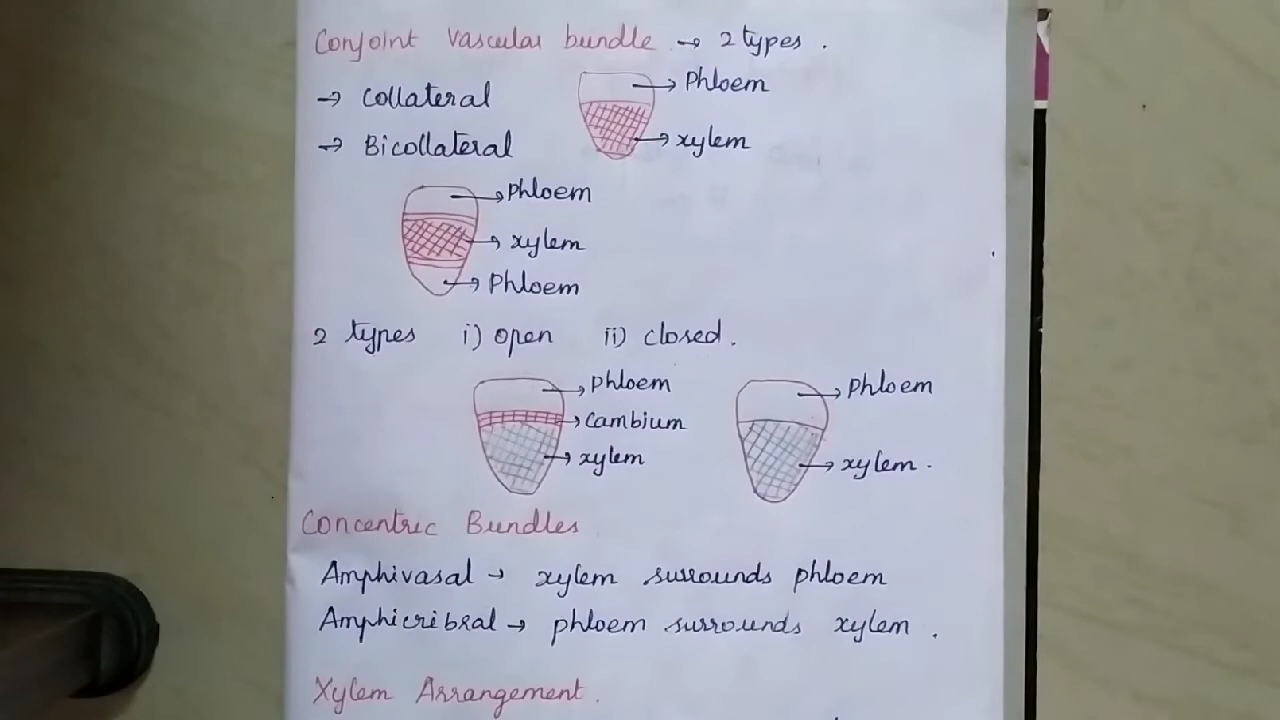 Conjoint vascular bundle → 2 types.
→ Collateral
Phloem
xylem
→ Bicollateral
Phloem
xylem
Phloem
2 types i) open ii) closed.
Phloem
Cambium
xylem
Phloem
xylem.
Concentric Bundles
Amphivasal → xylem surrounds phloem
Amphicribral → phloem surrounds xylem.
Xylem Arrangement.